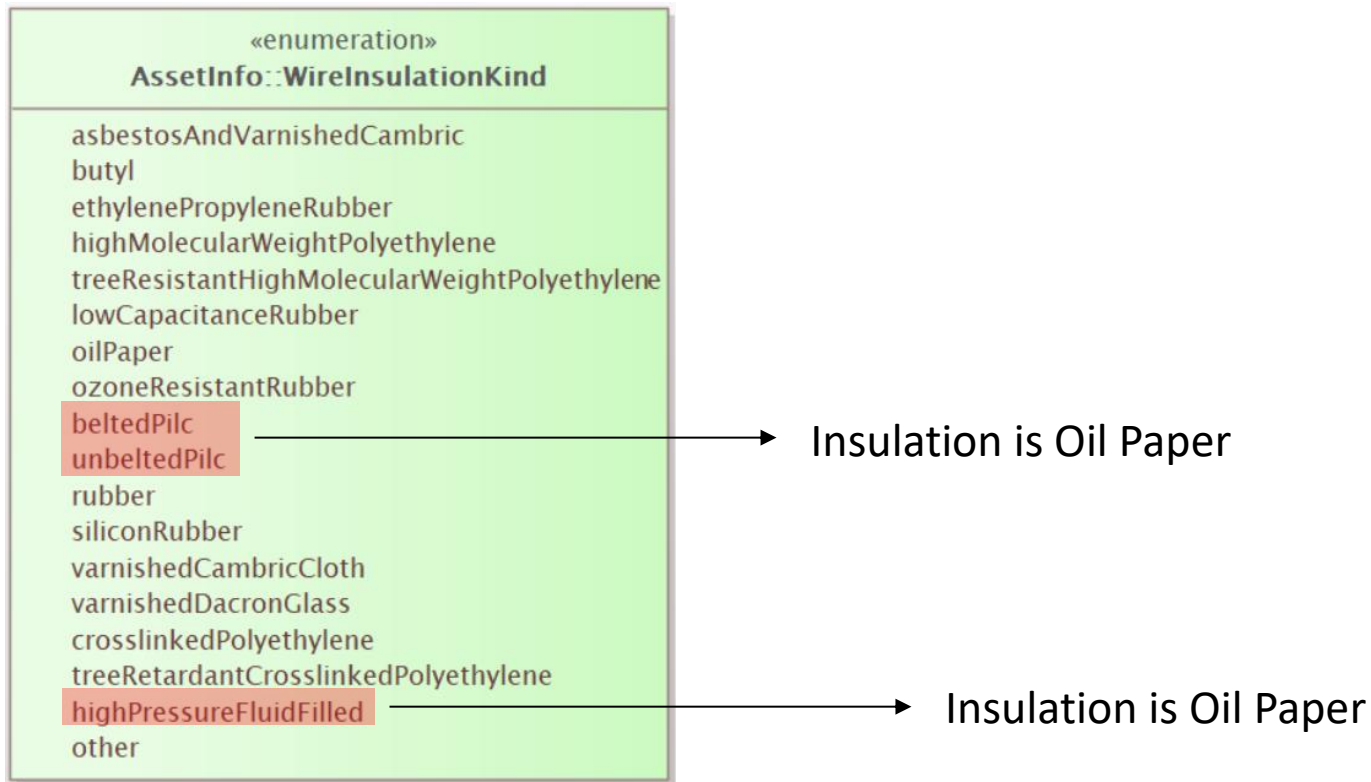 «enumeration»
AssetInfo::WireInsulationKind
asbestosAndVarnishedCambric
butyl
ethylenePropyleneRubber
highMolecularWeightPolyethylene
treeResistantHighMolecularWeightPolyethylene
lowCapacitanceRubber
oilPaper
ozoneResistantRubber
beltedPilc
unbeltedPilc
Insulation is Oil Paper
rubber
siliconRubber
varnishedCambricCloth
varnishedDacronGlass
crosslinkedPolyethylene
treeRetardantCrosslinkedPolyethylene
highPressureFluidFilled
Insulation is Oil Paper
other